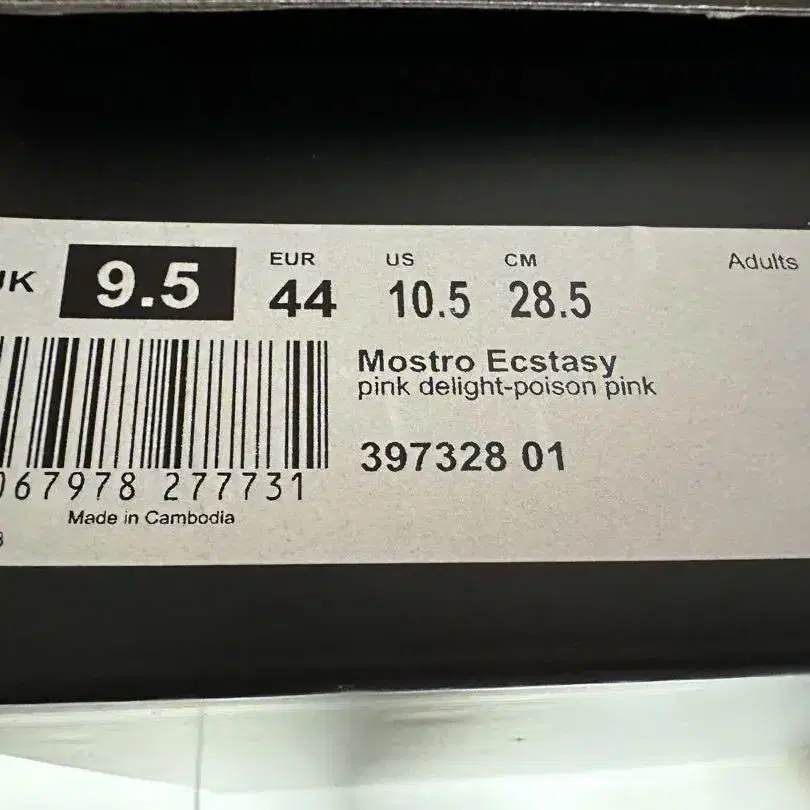 UK 9.5 EUR 44 US 10.5 CM 28.5 Adults
Mostro Ecstasy
pink delight-poison pink
397328 01
067978 277731
Made in Cambodia